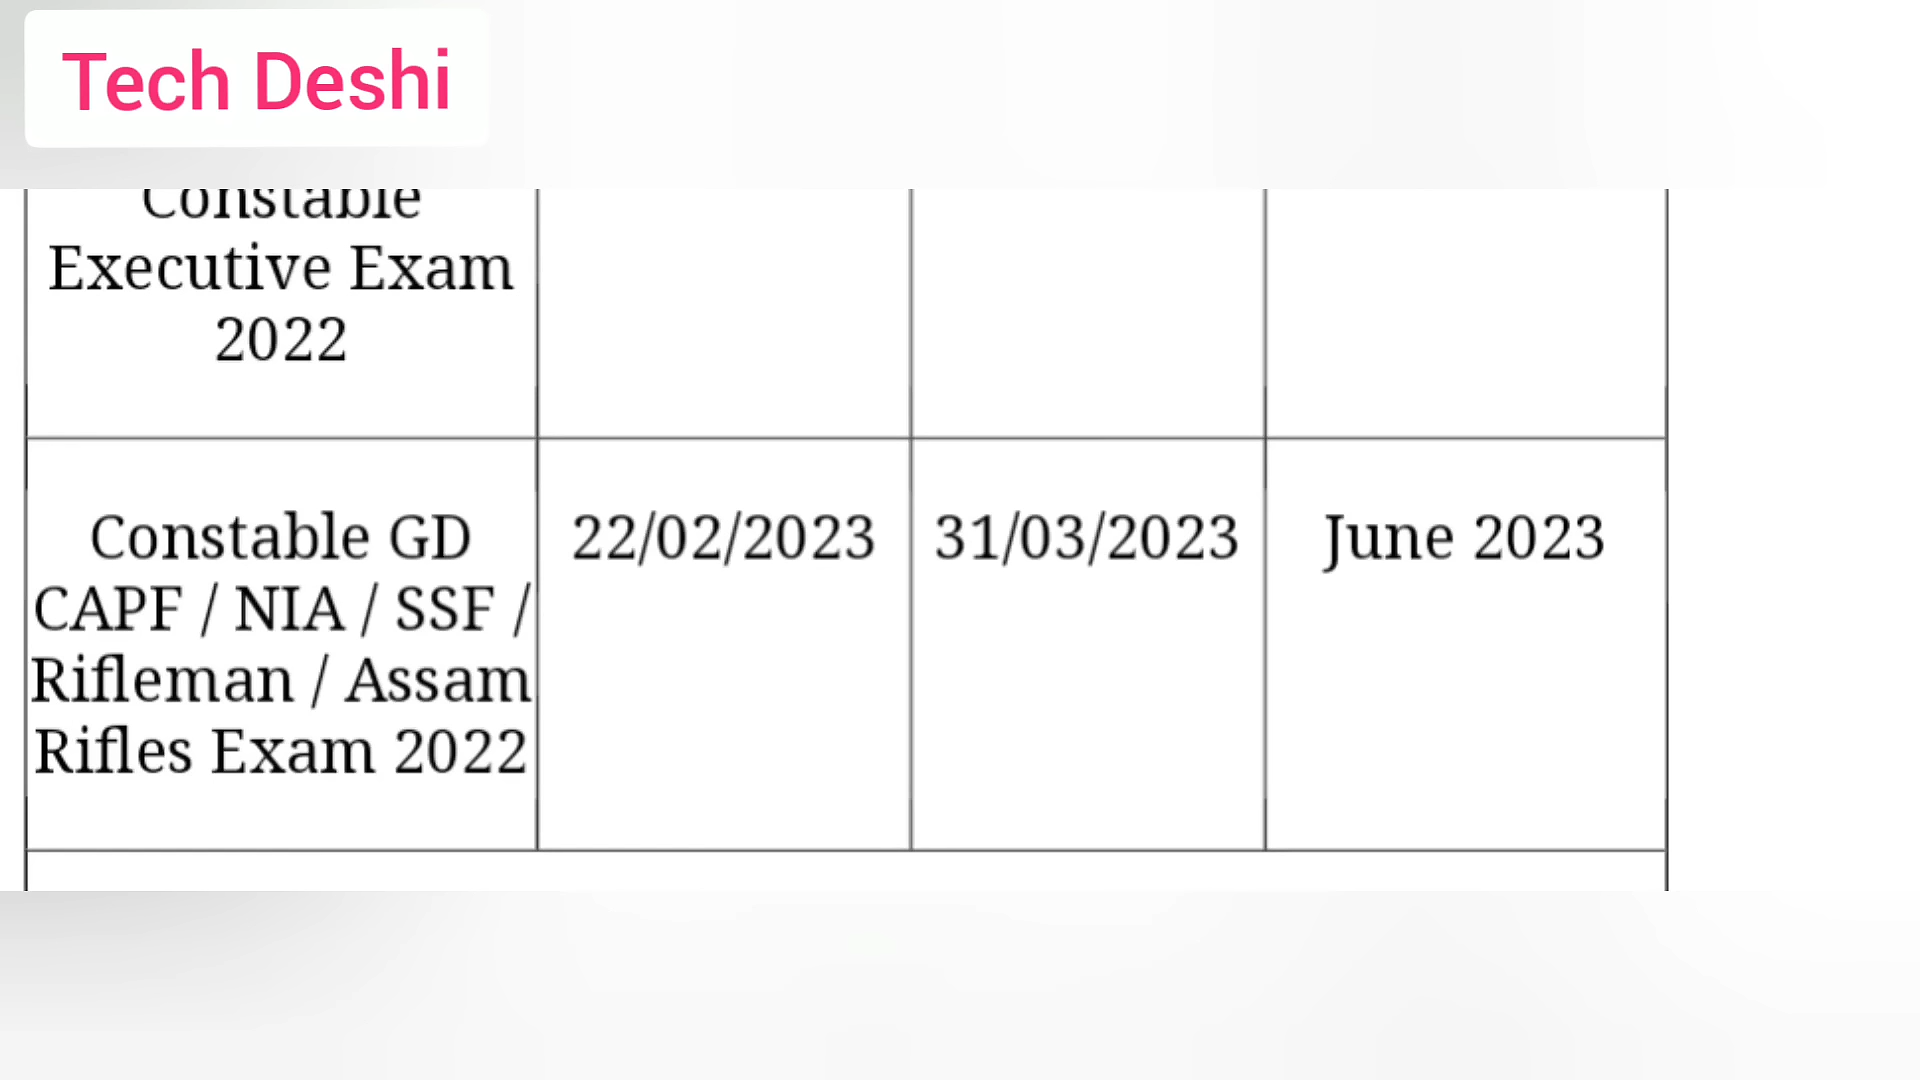 Tech Deshi
Constable
Executive Exam
2022
Constable GD
CAPF / NIA / SSF /
Rifleman / Assam
Rifles Exam 2022
22/02/2023
31/03/2023
June 2023